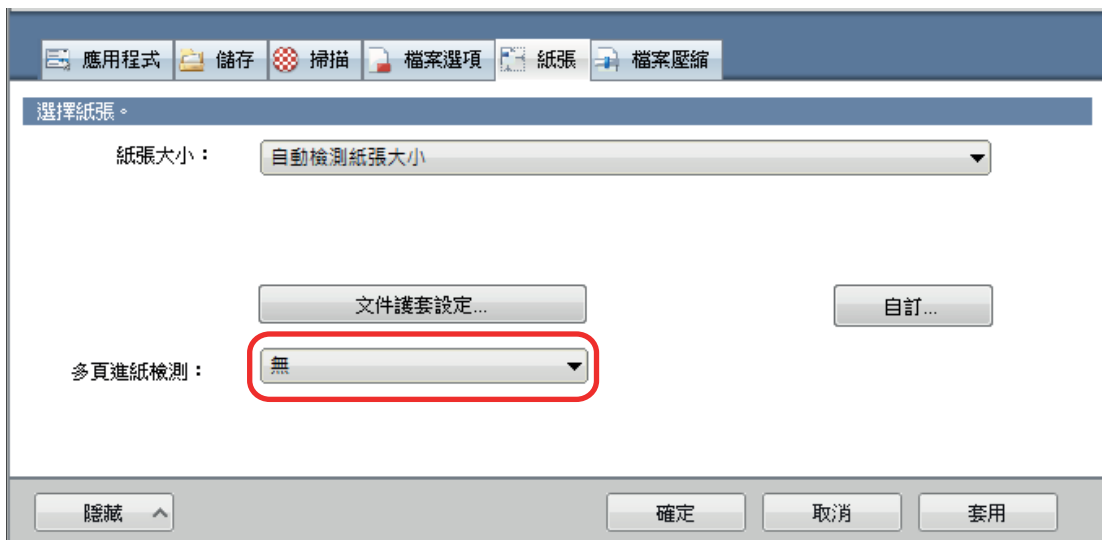 應用程式 儲存 掃描 檔案選項 紙張 檔案壓縮
選擇紙張。
紙張大小： 自動檢測紙張大小
文件護套設定... 自訂...
多頁進紙檢測： 無
隱藏 確定 取消 套用